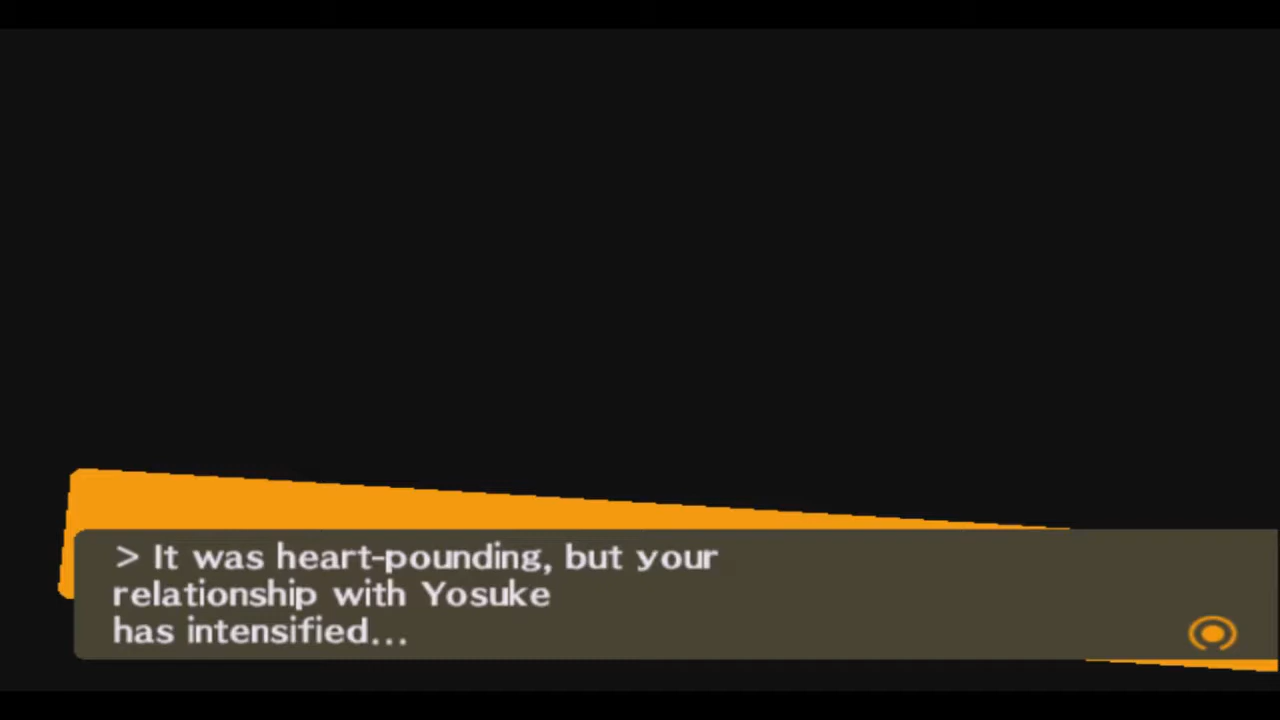 > It was heart-pounding, but your
relationship with Yosuke
has intensified...